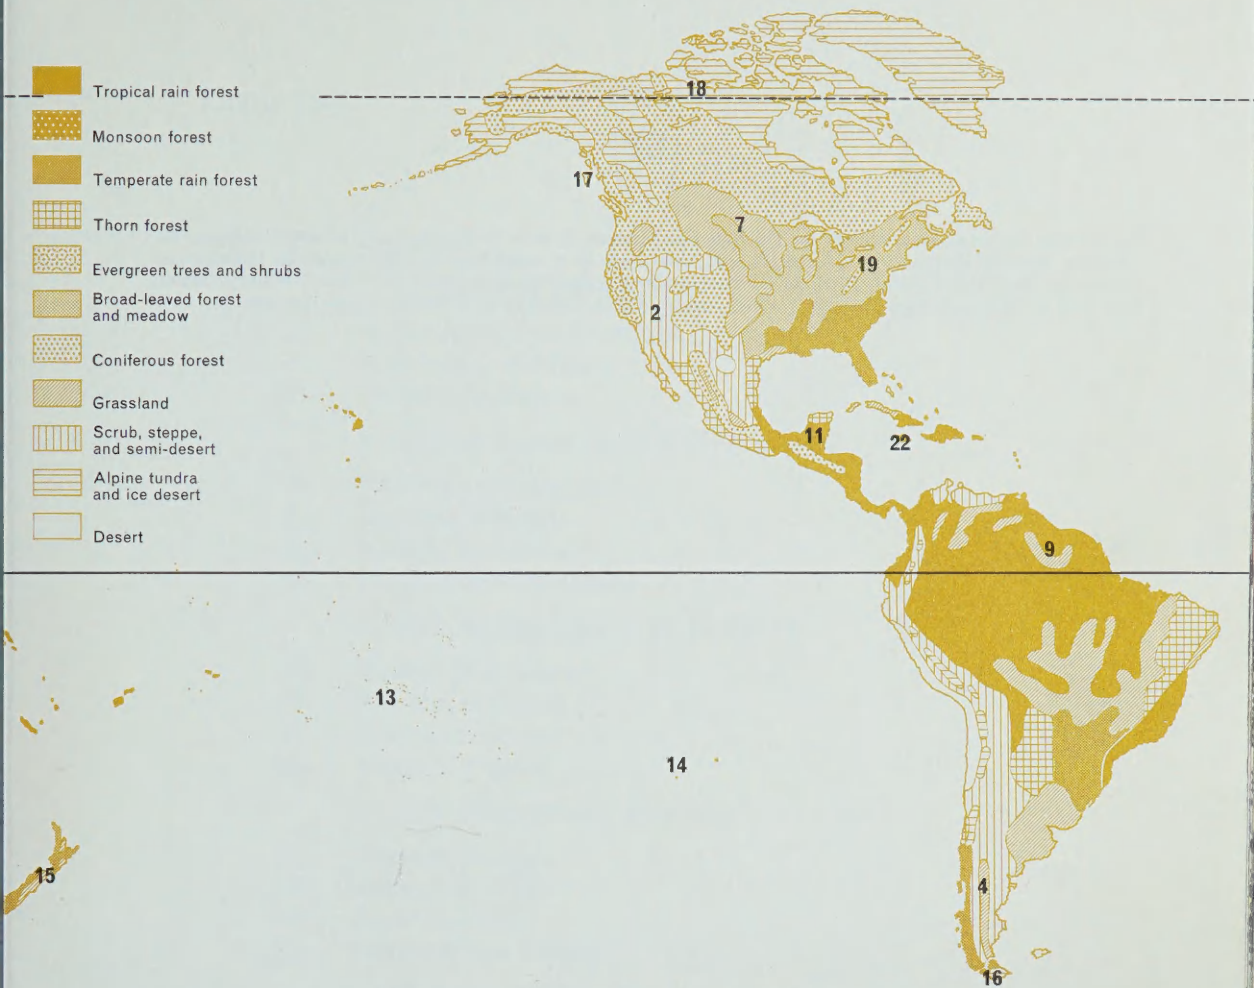 Tropical rain forest
Monsoon forest
Temperate rain forest
Thorn forest
Evergreen trees and shrubs
Broad-leaved forest
and meadow
Coniferous forest
Grassland
Scrub, steppe,
and semi-desert
Alpine tundra
and ice desert
Desert
18
17
7
19
2
11
22
9
13
14
15
4
16